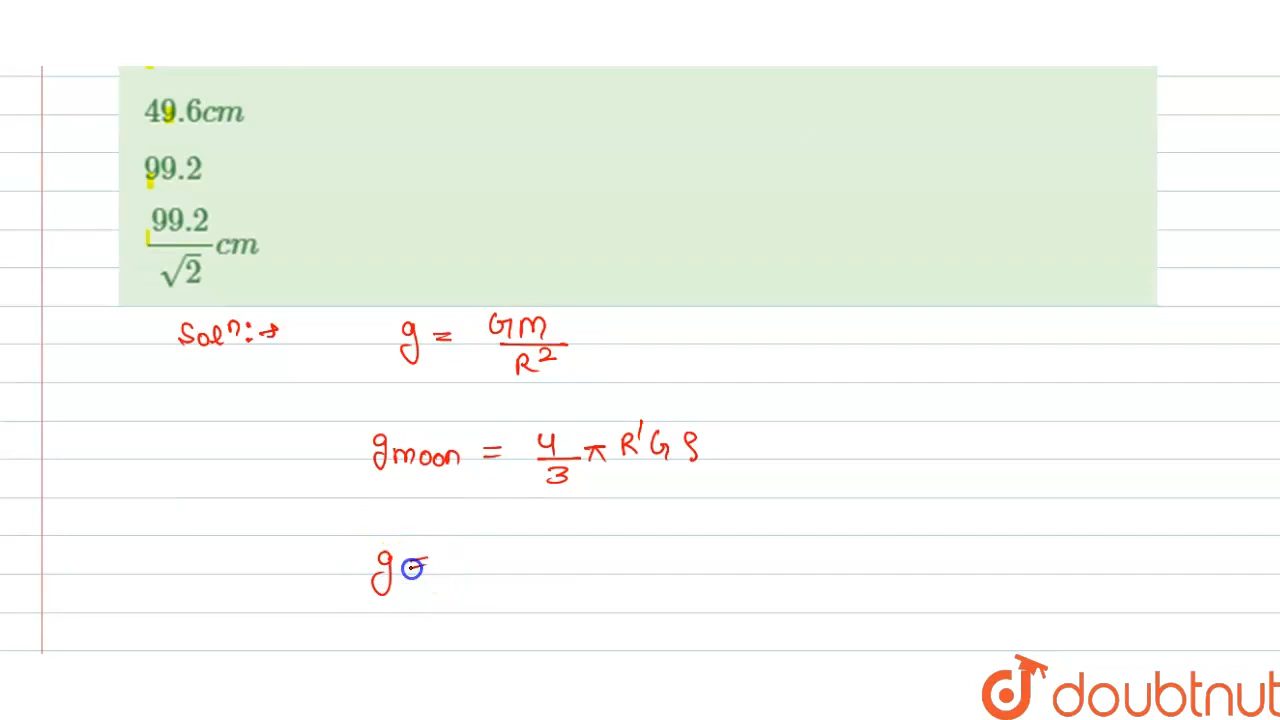 49.6cm
99.2
99.2/√2 cm
Solⁿ:→ g = GM/R²
gmoon = 4/3 π R' G ρ
g =
doubtnut